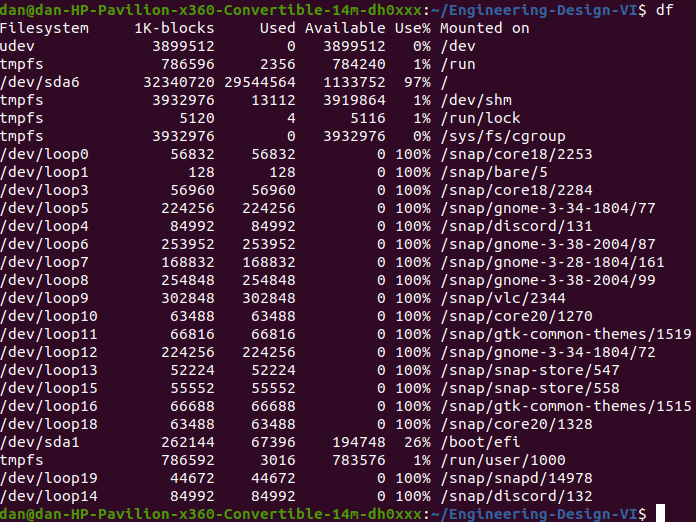 dan@dan-HP-Pavilion-x360-Convertible-14m-dh0xxx:~/Engineering-Design-VI$ df
Filesystem     1K-blocks     Used Available Use% Mounted on
udev             3899512        0   3899512   0% /dev
tmpfs             786596     2356    784240   1% /run
/dev/sda6       32340720 29544564   1133752  97% /
tmpfs            3932976    13112   3919864   1% /dev/shm
tmpfs               5120        4      5116   1% /run/lock
tmpfs            3932976        0   3932976   0% /sys/fs/cgroup
/dev/loop0         56832    56832         0 100% /snap/core18/2253
/dev/loop1           128      128         0 100% /snap/bare/5
/dev/loop3         56960    56960         0 100% /snap/core18/2284
/dev/loop5        224256   224256         0 100% /snap/gnome-3-34-1804/77
/dev/loop4         84992    84992         0 100% /snap/discord/131
/dev/loop6        253952   253952         0 100% /snap/gnome-3-38-2004/87
/dev/loop7        168832   168832         0 100% /snap/gnome-3-28-1804/161
/dev/loop8        254848   254848         0 100% /snap/gnome-3-38-2004/99
/dev/loop9        302848   302848         0 100% /snap/vlc/2344
/dev/loop10        63488    63488         0 100% /snap/core20/1270
/dev/loop11        66816    66816         0 100% /snap/gtk-common-themes/1519
/dev/loop12       224256   224256         0 100% /snap/gnome-3-34-1804/72
/dev/loop13        52224    52224         0 100% /snap/snap-store/547
/dev/loop15        55552    55552         0 100% /snap/snap-store/558
/dev/loop16        66688    66688         0 100% /snap/gtk-common-themes/1515
/dev/loop18        63488    63488         0 100% /snap/core20/1328
/dev/sda1         262144    67396    194748  26% /boot/efi
tmpfs             786592     3016    783576   1% /run/user/1000
/dev/loop19        44672    44672         0 100% /snap/snapd/14978
/dev/loop14        84992    84992         0 100% /snap/discord/132
dan@dan-HP-Pavilion-x360-Convertible-14m-dh0xxx:~/Engineering-Design-VI$